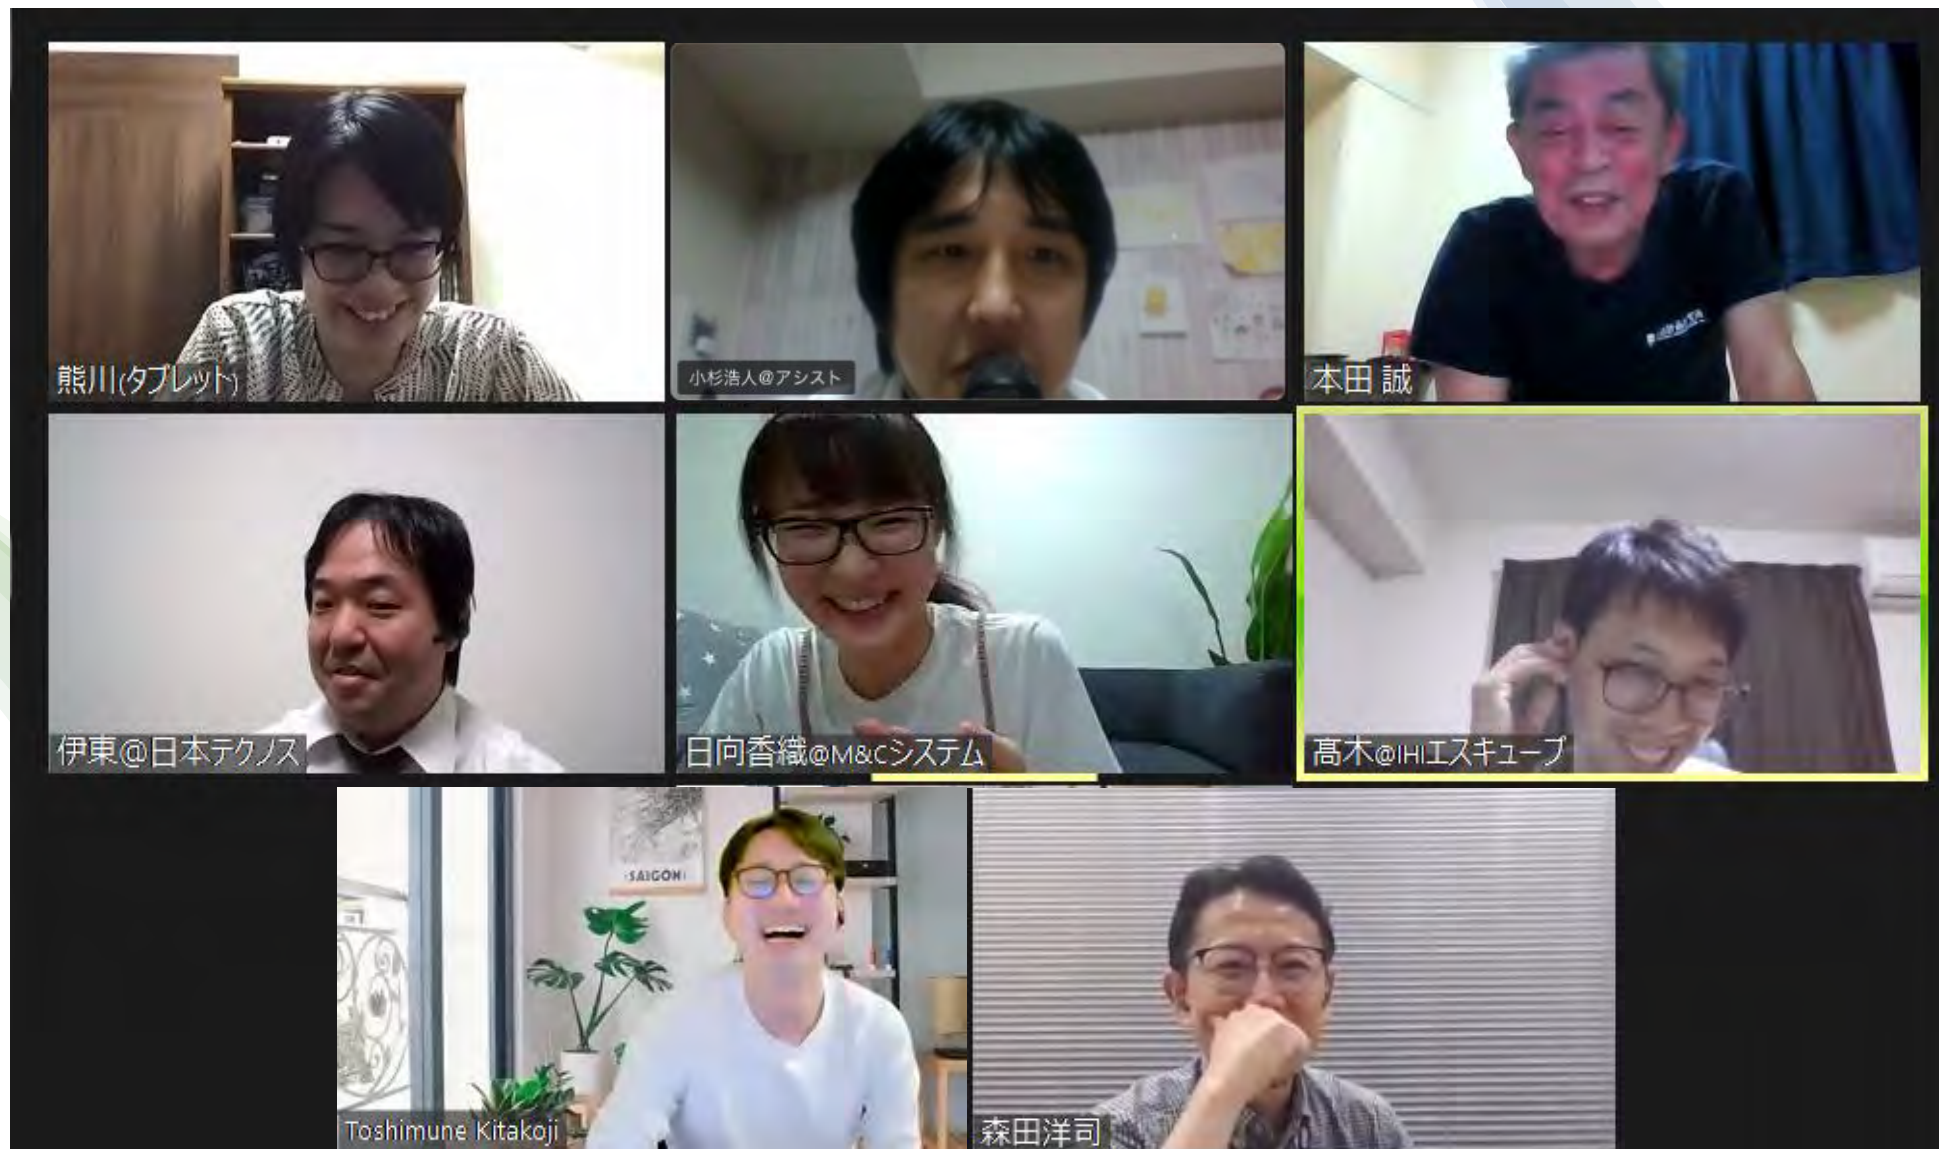 熊川(タブレット)
小杉浩人@アシスト
本田 誠
伊東@日本テクノス
日向香織@M&Cシステム
髙木@IHIエスキューブ
SAIGON
Toshimune Kitakoji
森田洋司